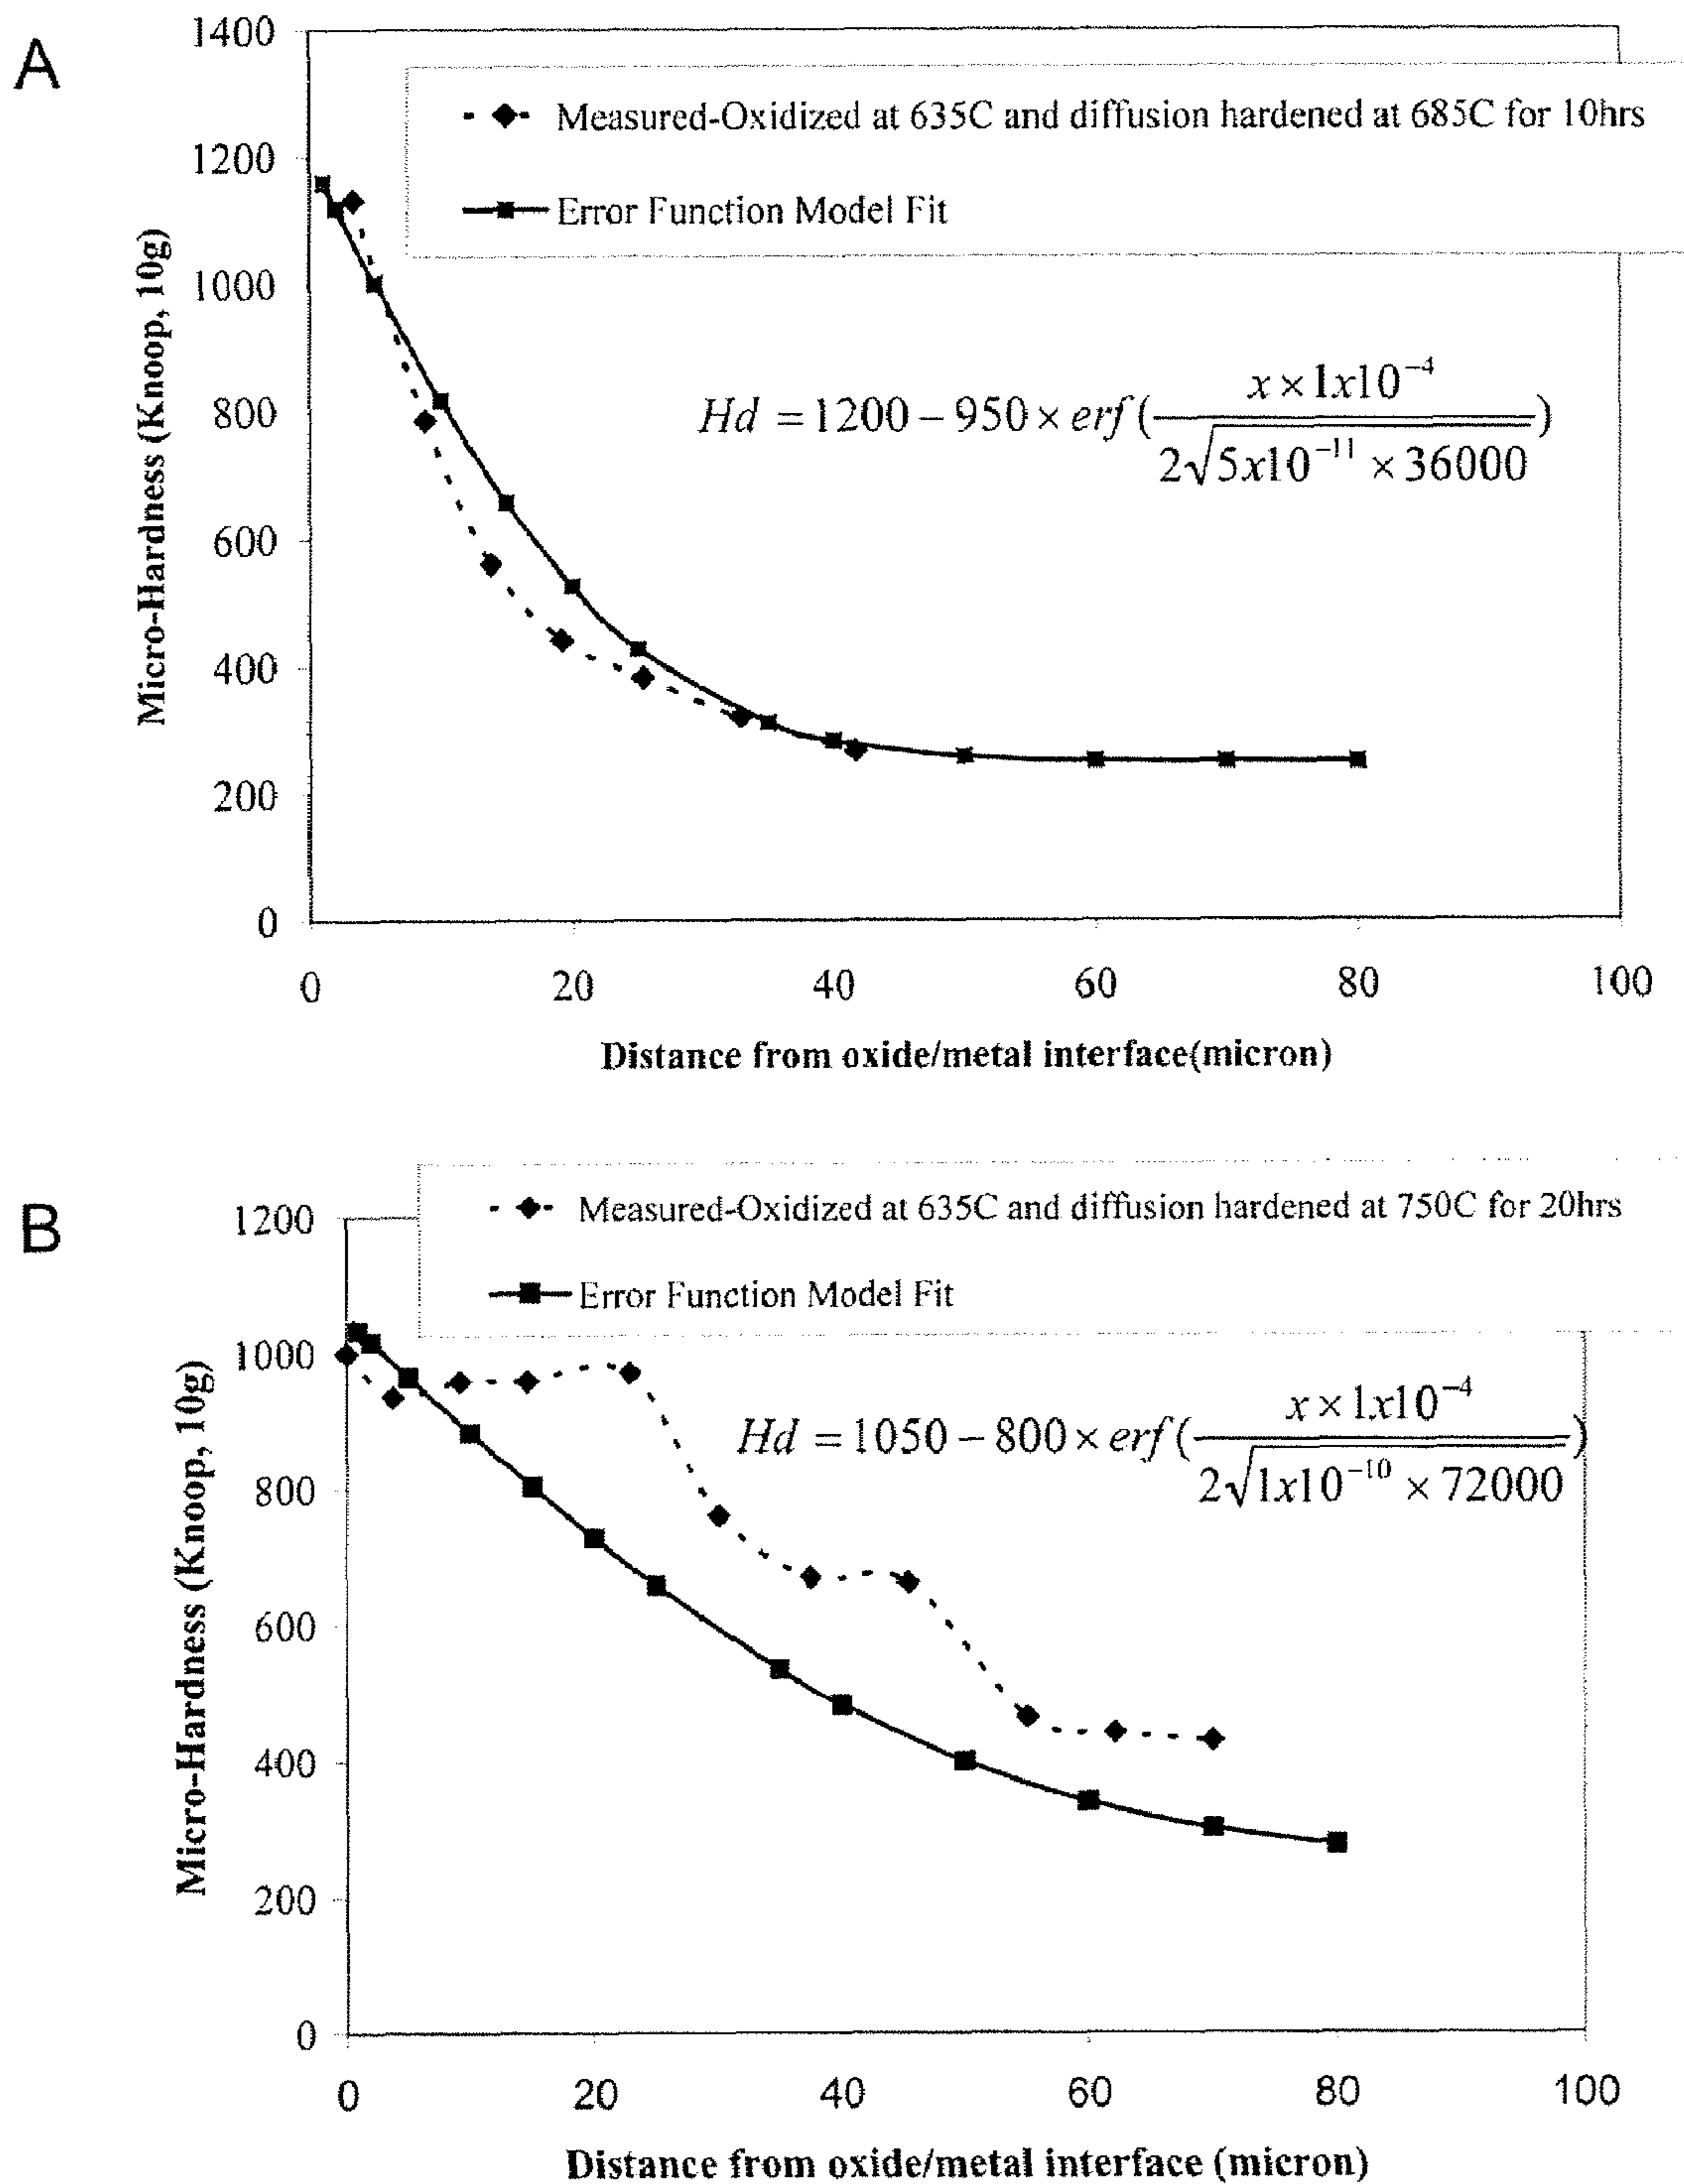 A
1400
1200
1000
800
600
400
200
0
Micro-Hardness (Knoop, 10g)
Measured-Oxidized at 635C and diffusion hardened at 685C for 10hrs
Error Function Model Fit
Hd = 1200 − 950 × erf ( x × 1x10⁻⁴ / 2√5x10⁻¹¹ × 36000 )
0 20 40 60 80 100
Distance from oxide/metal interface(micron)
B
1200
1000
800
600
400
200
0
Micro-Hardness (Knoop, 10g)
Measured-Oxidized at 635C and diffusion hardened at 750C for 20hrs
Error Function Model Fit
Hd = 1050 − 800 × erf ( x × 1x10⁻⁴ / 2√1x10⁻¹⁰ × 72000 )
0 20 40 60 80 100
Distance from oxide/metal interface (micron)